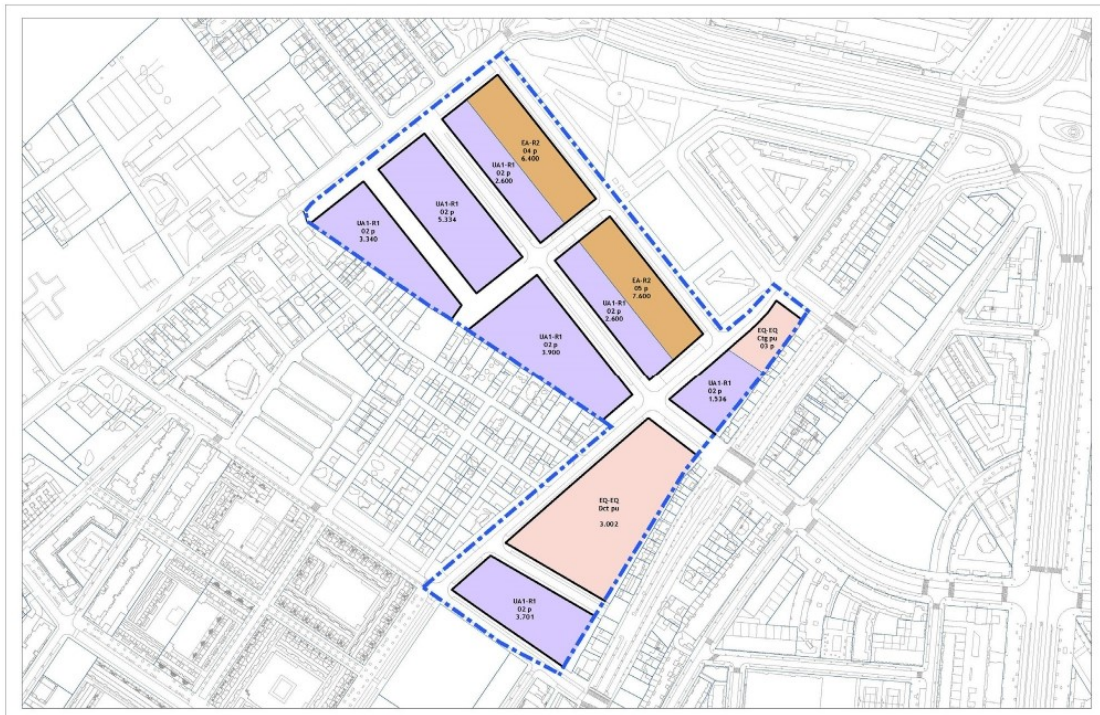 EA-R2
04 p
6.400
UA1-R1
02 p
2.600
UA1-R1
02 p
5.334
UA1-R1
02 p
3.340
EA-R2
05 p
7.600
UA1-R1
02 p
2.600
UA1-R1
02 p
3.900
EQ-EQ
Ctg pu
03 p
UA1-R1
02 p
1.536
EQ-EQ
Dct pu
3.002
UA1-R1
02 p
3.701